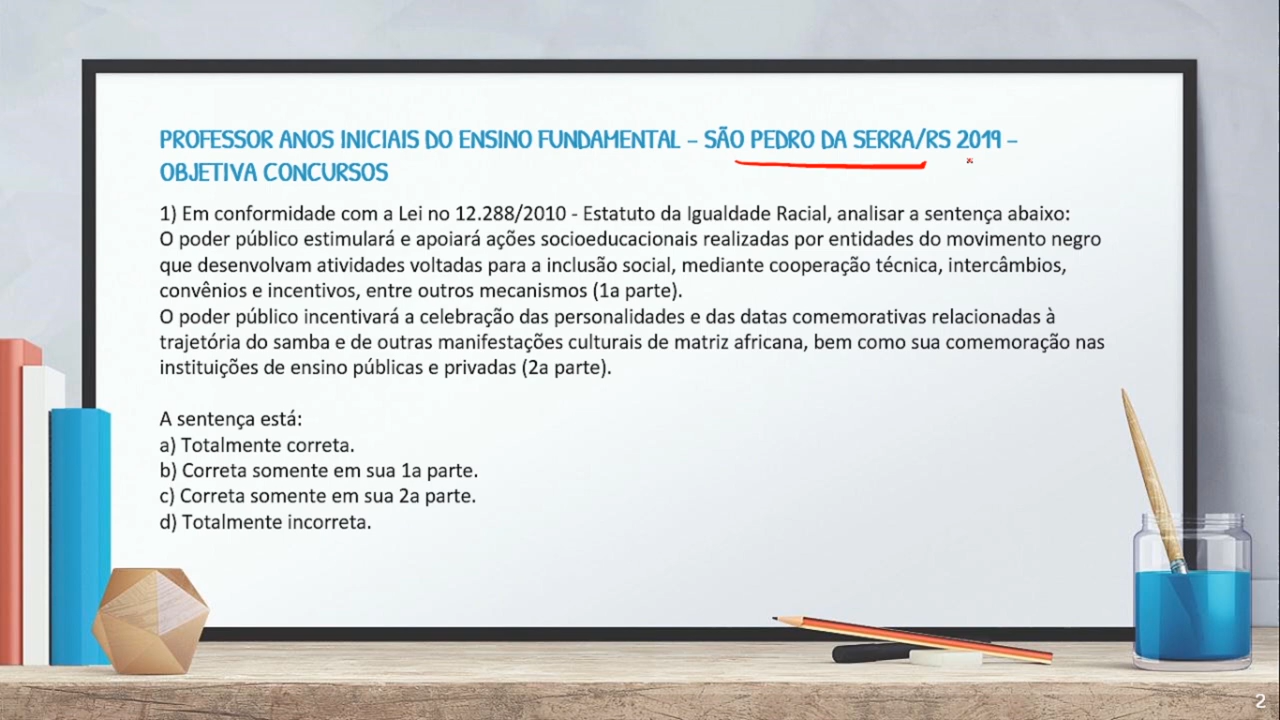 PROFESSOR ANOS INICIAIS DO ENSINO FUNDAMENTAL – SÃO PEDRO DA SERRA/RS 2019 –
OBJETIVA CONCURSOS
1) Em conformidade com a Lei no 12.288/2010 - Estatuto da Igualdade Racial, analisar a sentença abaixo:
O poder público estimulará e apoiará ações socioeducacionais realizadas por entidades do movimento negro
que desenvolvam atividades voltadas para a inclusão social, mediante cooperação técnica, intercâmbios,
convênios e incentivos, entre outros mecanismos (1a parte).
O poder público incentivará a celebração das personalidades e das datas comemorativas relacionadas à
trajetória do samba e de outras manifestações culturais de matriz africana, bem como sua comemoração nas
instituições de ensino públicas e privadas (2a parte).
A sentença está:
a) Totalmente correta.
b) Correta somente em sua 1a parte.
c) Correta somente em sua 2a parte.
d) Totalmente incorreta.
2